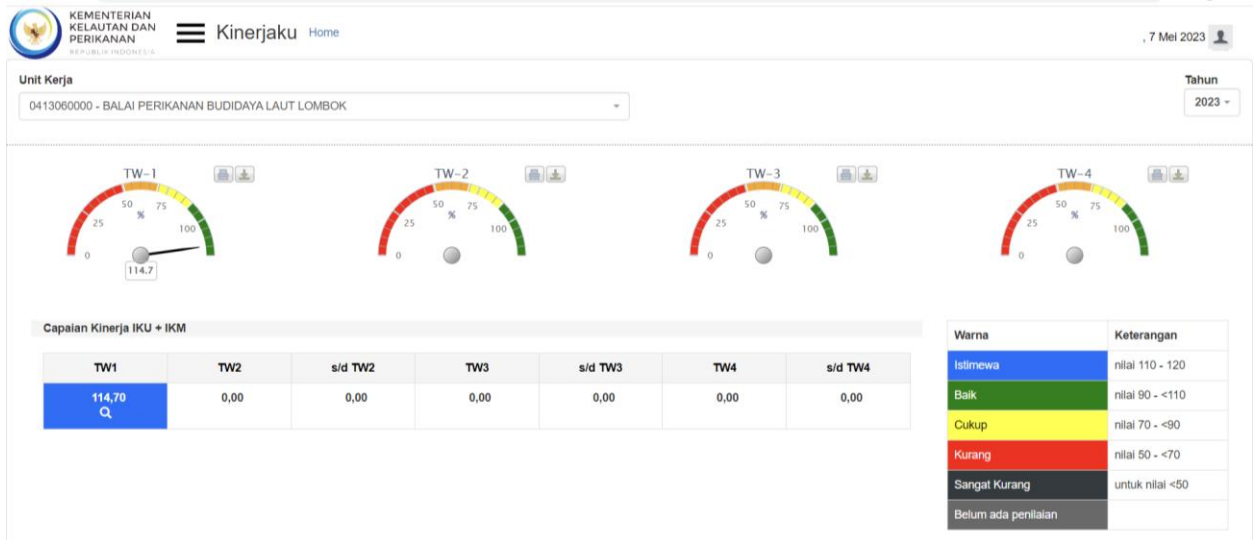 KEMENTERIAN
KELAUTAN DAN
PERIKANAN
REPUBLIK INDONESIA
Kinerjaku Home
, 7 Mei 2023
Unit Kerja
Tahun
0413060000 - BALAI PERIKANAN BUDIDAYA LAUT LOMBOK
2023
TW-1
0 25 50 75 100
%
114.7
TW-2
0 25 50 75 100
%
TW-3
0 25 50 75 100
%
TW-4
0 25 50 75 100
%
Capaian Kinerja IKU + IKM
TW1 TW2 s/d TW2 TW3 s/d TW3 TW4 s/d TW4
114,70 0,00 0,00 0,00 0,00 0,00 0,00
Warna Keterangan
Istimewa nilai 110 - 120
Baik nilai 90 - <110
Cukup nilai 70 - <90
Kurang nilai 50 - <70
Sangat Kurang untuk nilai <50
Belum ada penilaian